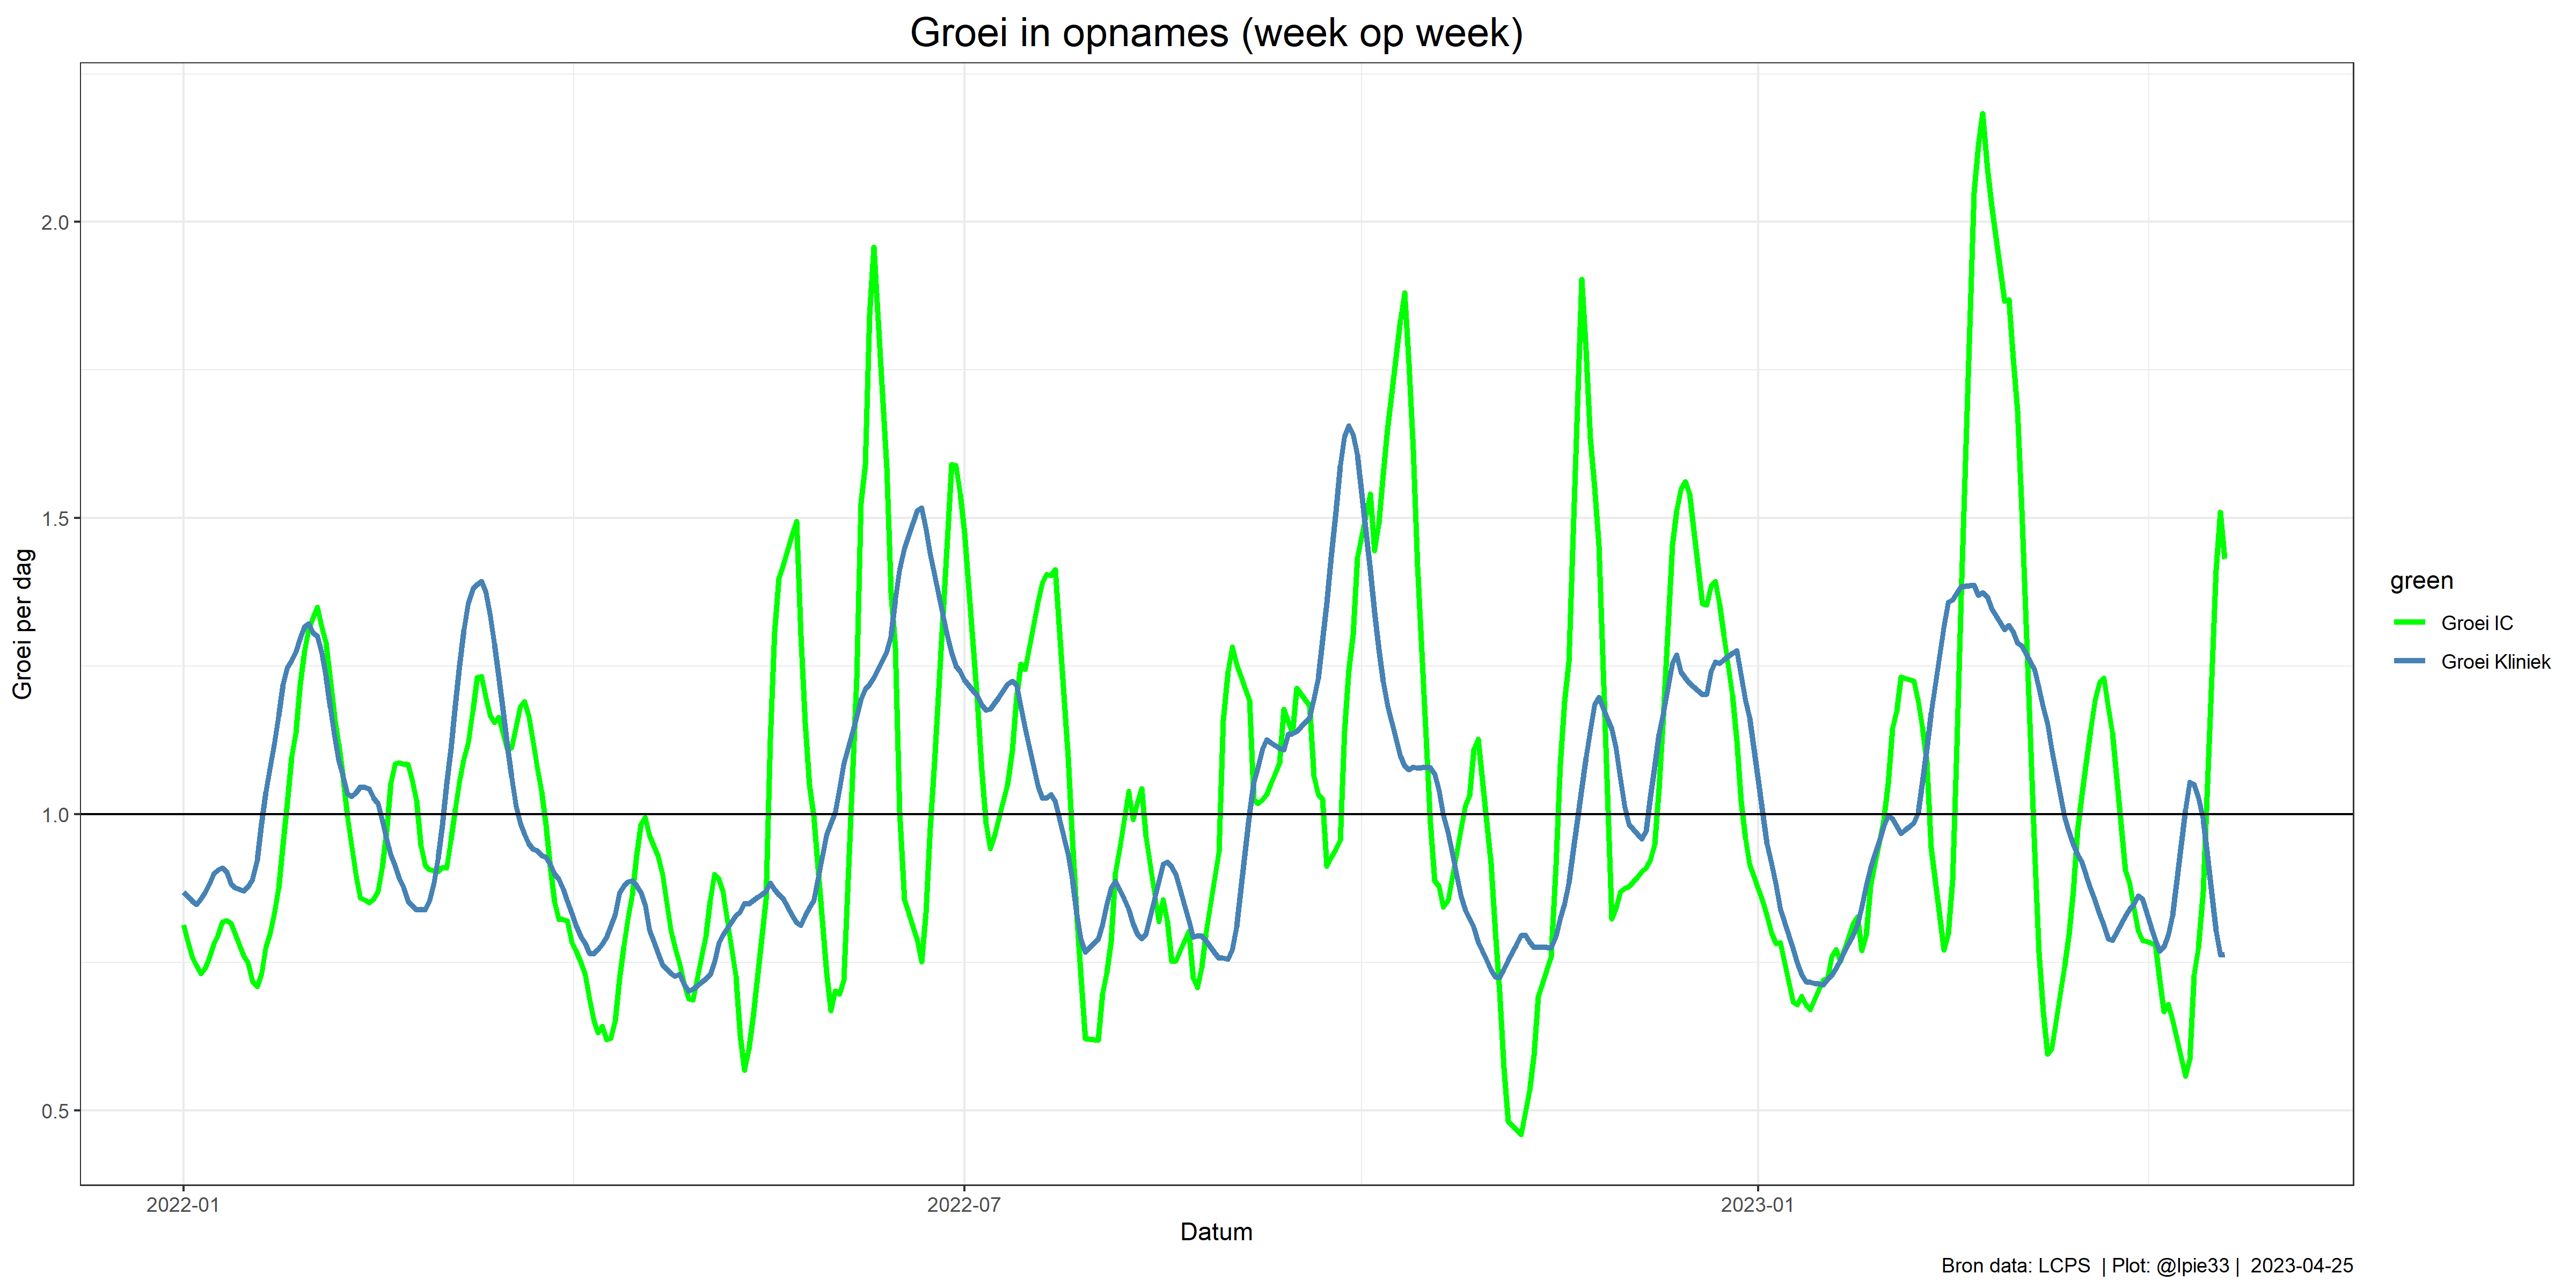 Groei in opnames (week op week)
Groei per dag
2.0
1.5
1.0
0.5
2022-01
2022-07
2023-01
Datum
green
Groei IC
Groei Kliniek
Bron data: LCPS | Plot: @lpie33 | 2023-04-25